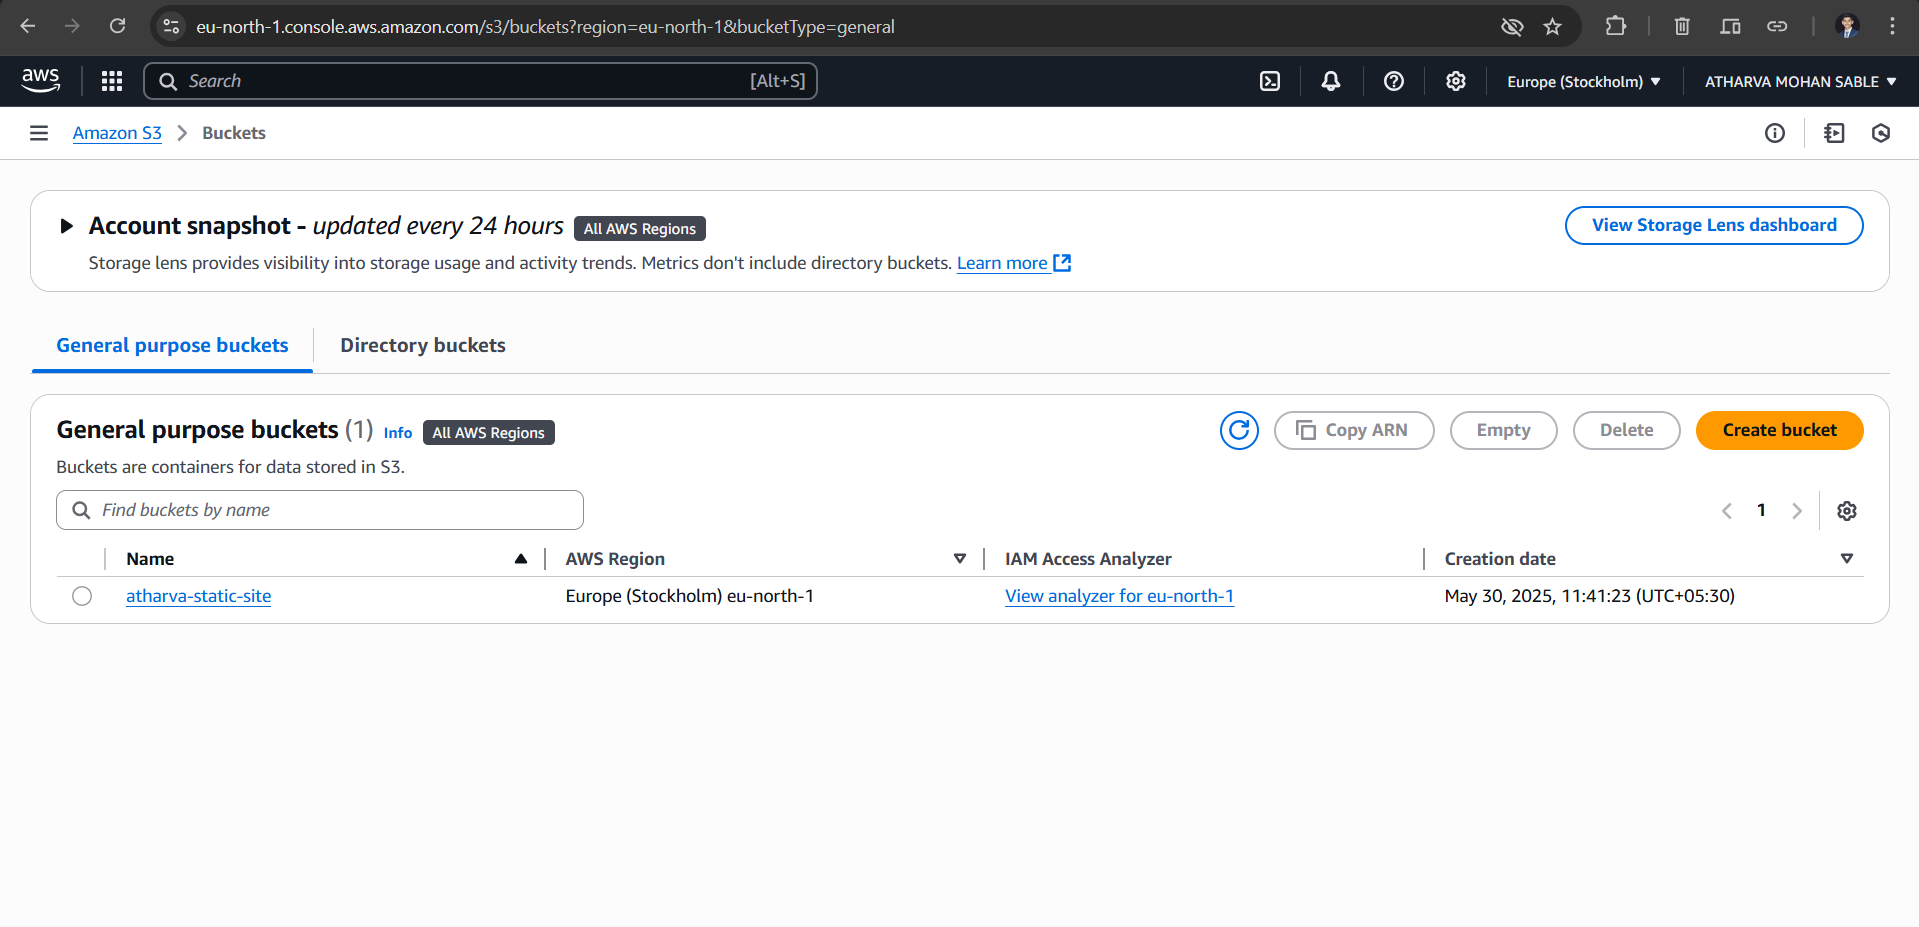 eu-north-1.console.aws.amazon.com/s3/buckets?region=eu-north-1&bucketType=general
aws Search [Alt+S] Europe (Stockholm) ATHARVA MOHAN SABLE
Amazon S3 Buckets
Account snapshot - updated every 24 hours All AWS Regions View Storage Lens dashboard
Storage lens provides visibility into storage usage and activity trends. Metrics don't include directory buckets. Learn more
General purpose buckets Directory buckets
General purpose buckets (1) Info All AWS Regions Copy ARN Empty Delete Create bucket
Buckets are containers for data stored in S3.
Find buckets by name 1
Name AWS Region IAM Access Analyzer Creation date
atharva-static-site Europe (Stockholm) eu-north-1 View analyzer for eu-north-1 May 30, 2025, 11:41:23 (UTC+05:30)